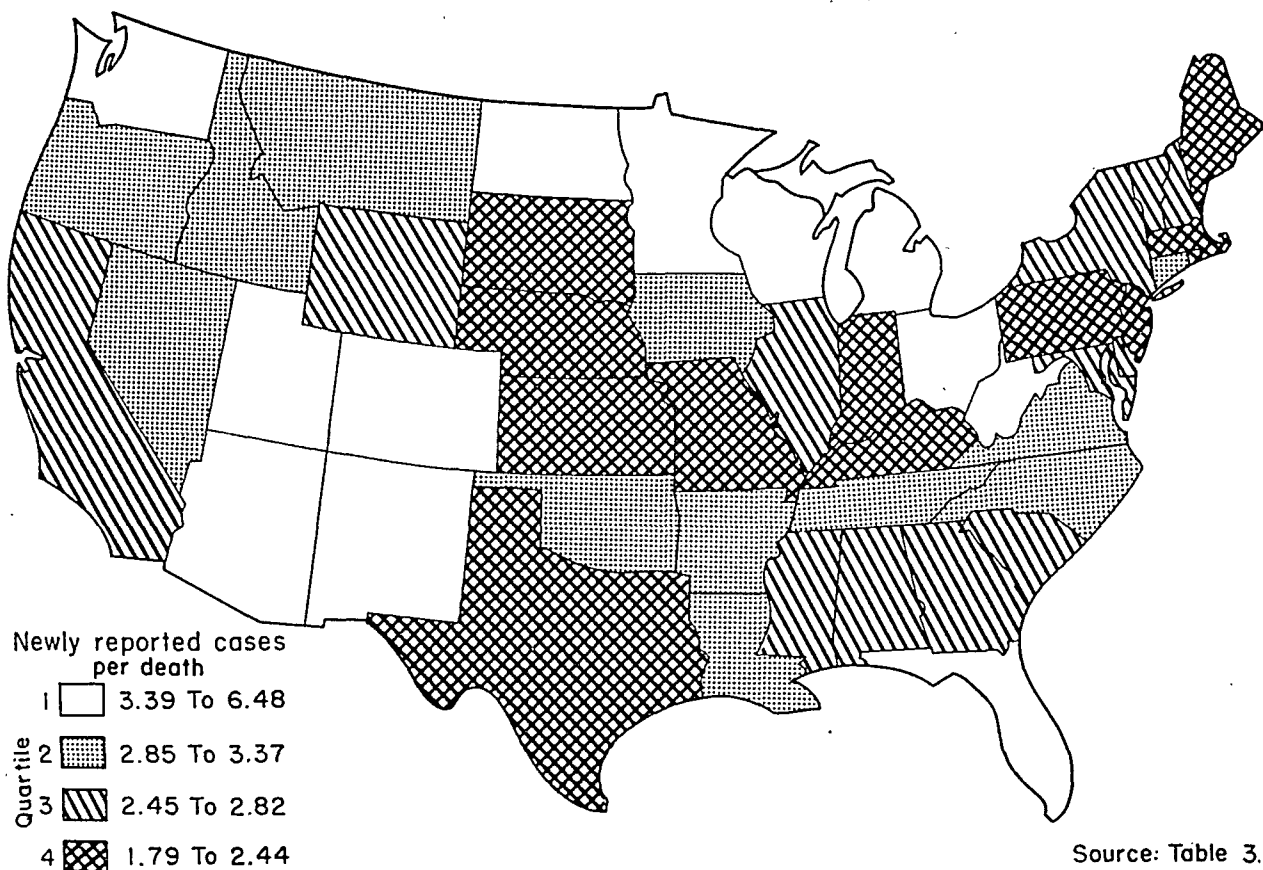 Newly reported cases
per death
Quartile
1 3.39 To 6.48
2 2.85 To 3.37
3 2.45 To 2.82
4 1.79 To 2.44
Source: Table 3.